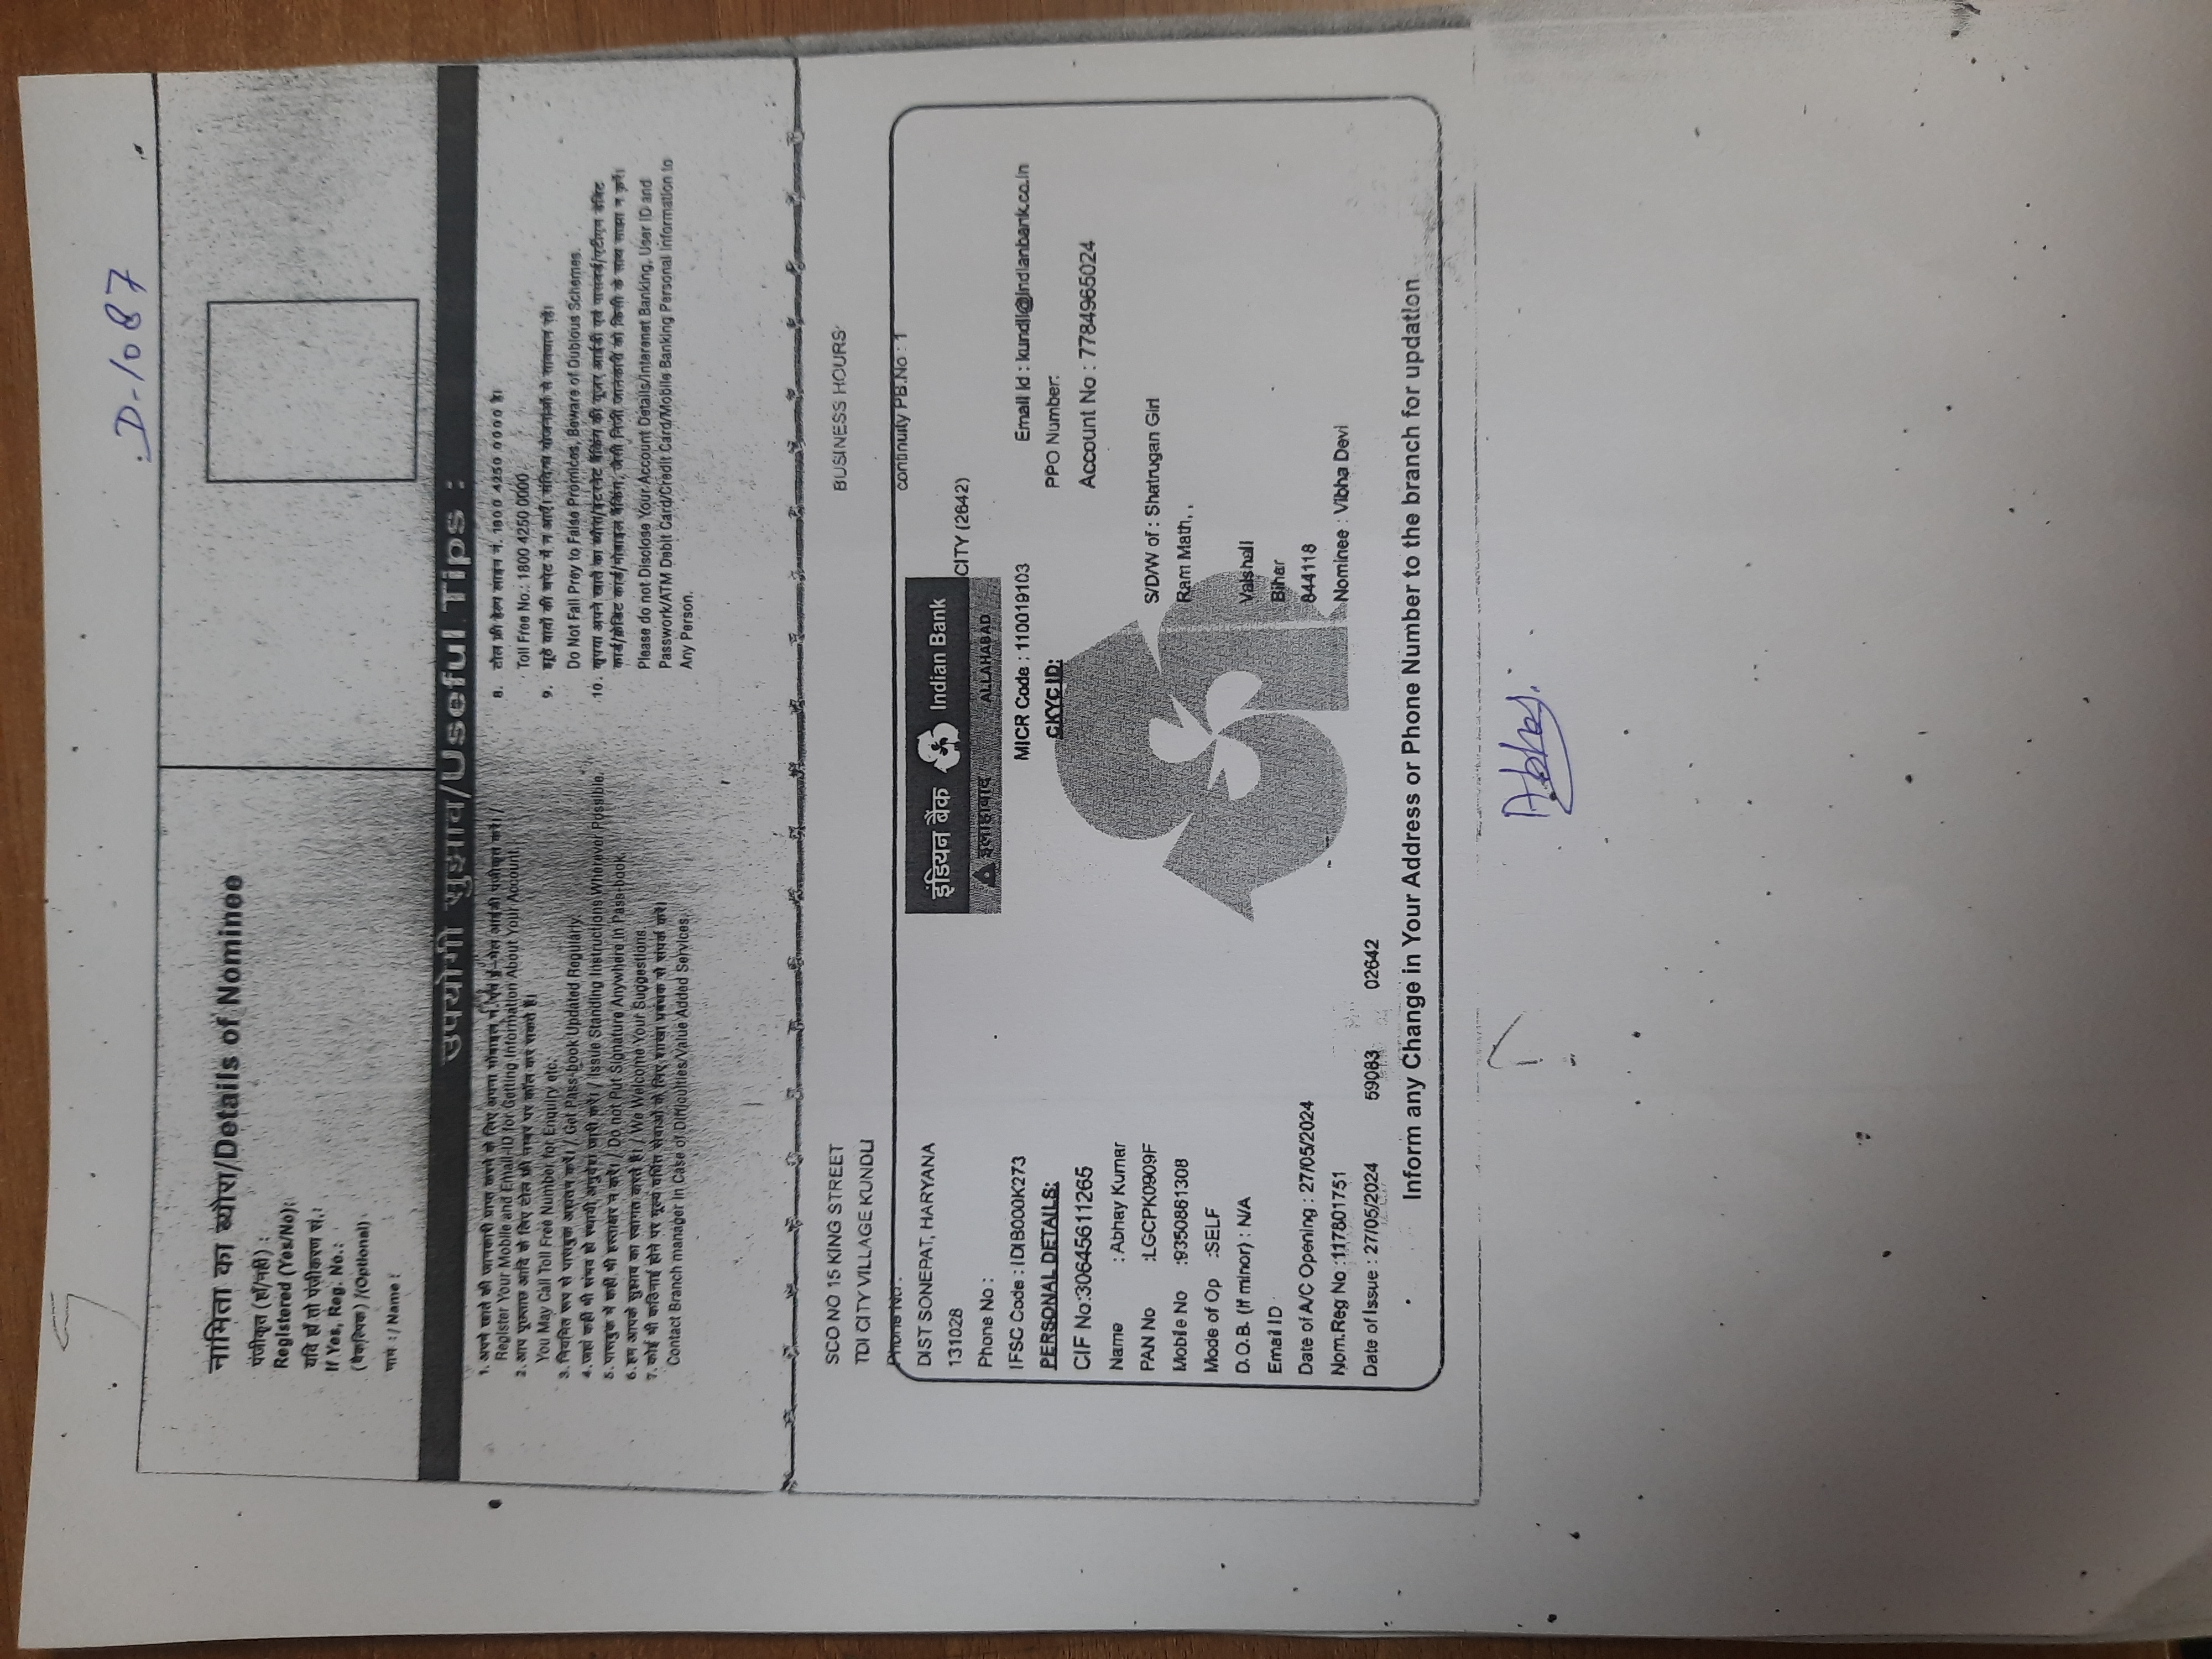 D-1087
नामिता का ब्यौरा/Details of Nominee
पंजीकृत (हाँ/नहीं) :
Registered (Yes/No):
यदि हाँ तो पंजीकरण सं.:
If Yes, Reg. No.:
(वैकल्पिक) /(Optional)
नाम :/ Name :
उपयोगी सुझाव/Useful Tips :
1. अपने खाते की जानकारी प्राप्त करने के लिए अपना मोबाइल नं. एवं ई-मेल आईडी पंजीकृत करें। /
Register Your Mobile and Email-ID for Getting Information About Your Account.
2. आप पूछताछ आदि के लिए टोल फ्री नम्बर पर कॉल कर सकते हैं।
You May Call Toll Free Number for Enquiry etc.
3. नियमित रूप से पासबुक अद्यतन करें। / Get Pass-book Updated Regularly.
4. जहां कहीं भी संभव हो स्थायी अनुदेश जारी करें। / Issue Standing Instructions Wherever Possible.
5. पासबुक में कहीं भी हस्ताक्षर न करें। / Do not Put Signature Anywhere in Pass-book.
6. हम आपके सुझाव का स्वागत करते हैं। / We Welcome Your Suggestions.
7. कोई भी कठिनाई होने पर मूल्य वर्धित सेवाओं के लिए शाखा प्रबंधक से संपर्क करें।
Contact Branch manager in Case of Difficulties/Value Added Services.
8. टोल फ्री हेल्प लाइन नं. 1800 4250 0000 है।
Toll Free No.: 1800 4250 0000
9. झूठे वादों की चपेट में न आएँ। संदिग्ध योजनाओं से सावधान रहें।
Do Not Fall Prey to False Promices, Beware of Dubious Schemes.
10. कृपया अपने खाते का ब्यौरा/इंटरनेट बैंकिंग की यूजर आईडी एवं पासवर्ड/एटीएम डेबिट
कार्ड/क्रेडिट कार्ड/मोबाइल बैंकिंग, जैसी निजी जानकारी को किसी के साथ साझा न करें।
Please do not Disclose Your Account Details/Interenet Banking, User ID and
Passwork/ATM Debit Card/Credit Card/Mobile Banking Personal Information to
Any Person.
SCO NO 15 KING STREET
BUSINESS HOURS
TDI CITY VILLAGE KUNDLI
Phone No :
continuity PB.No : 1
DIST SONEPAT, HARYANA
इंडियन बैंक Indian Bank
131028
CITY (2642)
इलाहाबाद ALLAHABAD
Phone No :
IFSC Code : IDIB000K273
MICR Code : 110019103
Email Id : kundli@indianbank.co.in
PERSONAL DETAILS:
CKYC ID:
PPO Number:
CIF No:30645611265
Account No : 7784965024
Name : Abhay Kumar
PAN No :LGCPK0909F
S/D/W of : Shatrugan Giri
Mobile No :9350861308
Ram Math, ,
Mode of Op :SELF
D.O.B. (If minor) : N/A
Vaishali
Email ID
Bihar
Date of A/C Opening : 27/05/2024
844118
Nom.Reg No :117801751
Nominee : Vibha Devi
Date of Issue : 27/05/2024 59083 02642
Inform any Change in Your Address or Phone Number to the branch for updation
Abhay